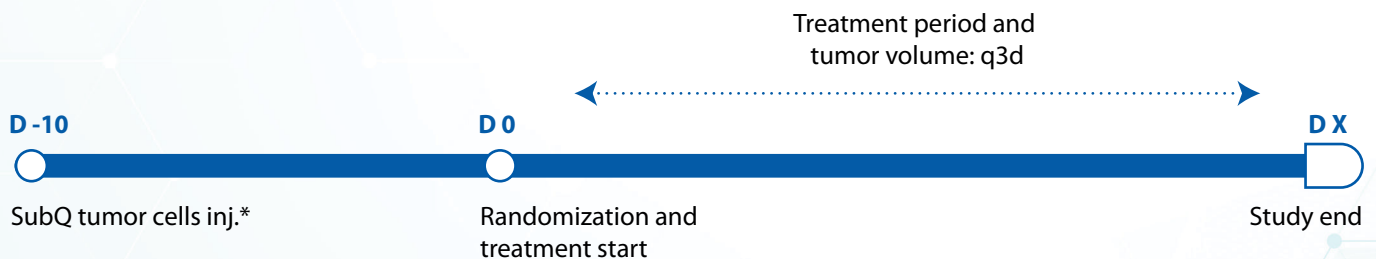 Treatment period and
tumor volume: q3d
D -10
D 0
D X
SubQ tumor cells inj.*
Randomization and
treatment start
Study end